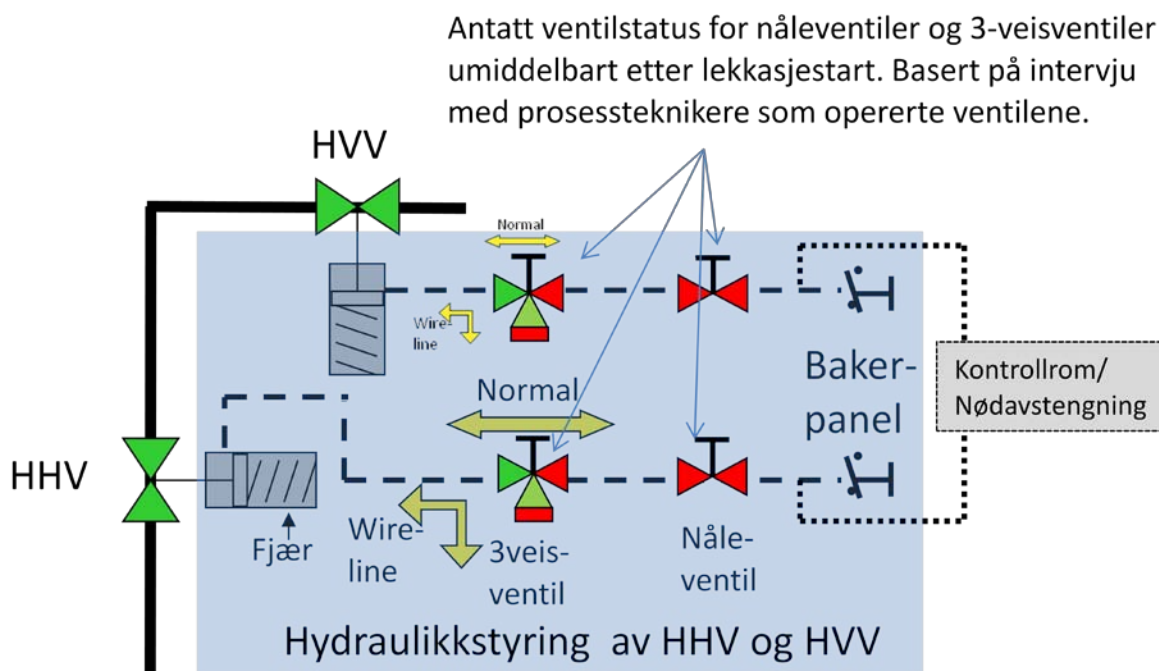 Antatt ventilstatus for nåleventiler og 3-veisventiler
umiddelbart etter lekkasjestart. Basert på intervju
med prosessteknikere som opererte ventilene.
HVV
Normal
Wire-
line
Normal
Baker-
panel
Kontrollrom/
Nødavstengning
HHV
Fjær
Wire-
line
3veis-
ventil
Nåle-
ventil
Hydraulikkstyring av HHV og HVV